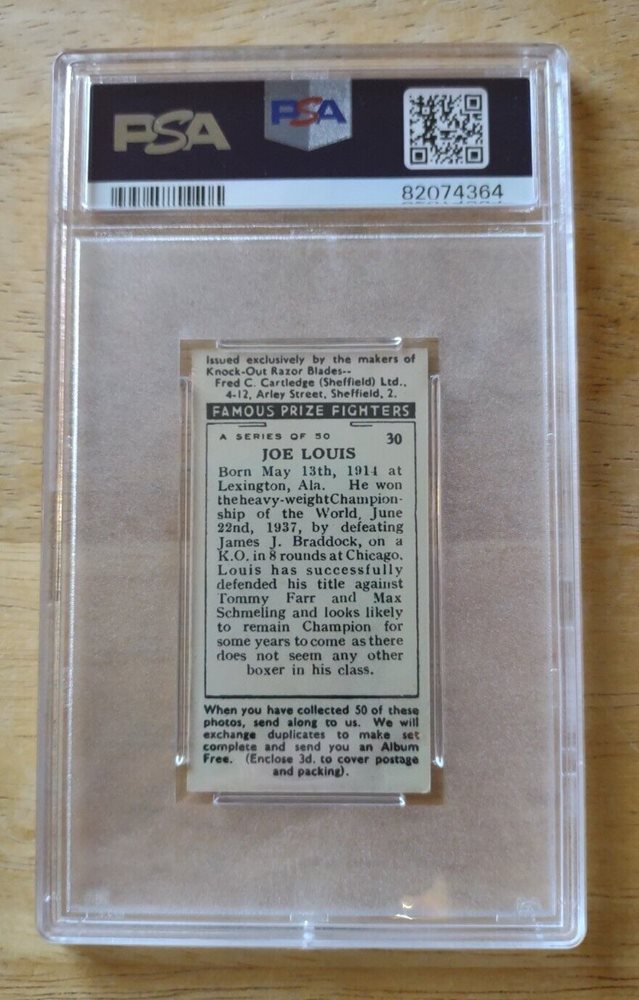 PSA PSA
82074364
Issued exclusively by the makers of
Knock-Out Razor Blades--
Fred C. Cartledge (Sheffield) Ltd.,
4-12, Arley Street, Sheffield, 2.
FAMOUS PRIZE FIGHTERS
A SERIES OF 50 30
JOE LOUIS
Born May 13th, 1914 at
Lexington, Ala. He won
the heavy-weight Champion-
ship of the World, June
22nd, 1937, by defeating
James J. Braddock, on a
K.O. in 8 rounds at Chicago.
Louis has successfully
defended his title against
Tommy Farr and Max
Schmeling and looks likely
to remain Champion for
some years to come as there
does not seem any other
boxer in his class.
When you have collected 50 of these
photos, send along to us. We will
exchange duplicates to make set
complete and send you an Album
Free. (Enclose 3d. to cover postage
and packing).